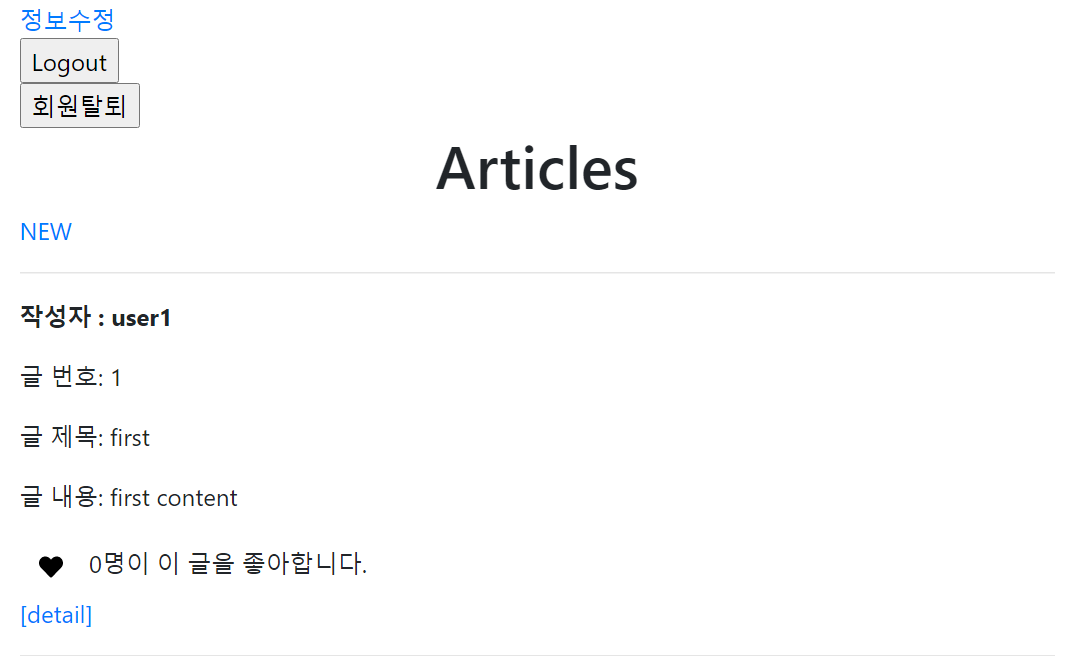 정보수정
Logout
회원탈퇴
Articles
NEW
작성자 : user1
글 번호: 1
글 제목: first
글 내용: first content
0명이 이 글을 좋아합니다.
[detail]